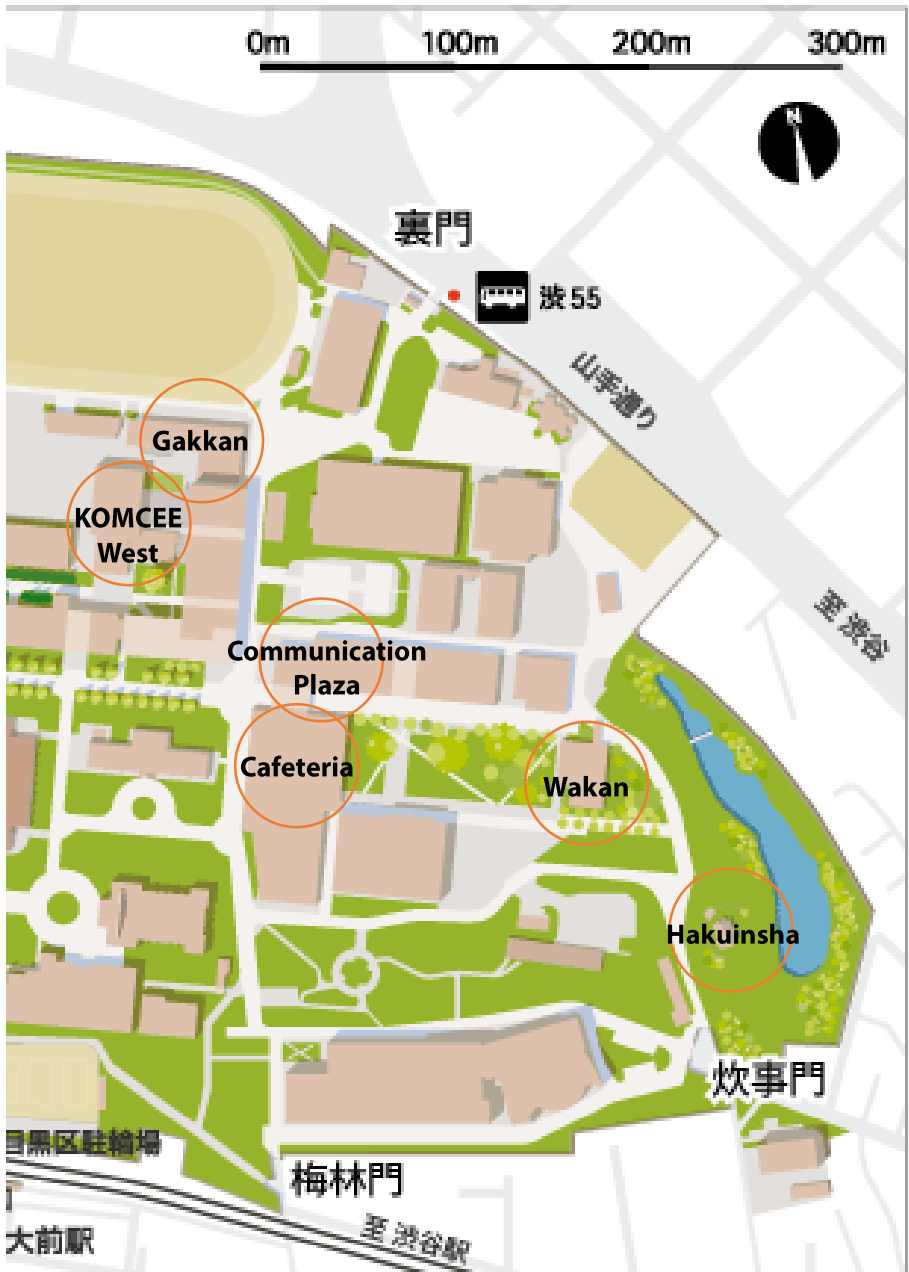 0m 100m 200m 300m
N
裏門
渋55
山手通り
Gakkan
KOMCEE
West
至 渋谷
Communication
Plaza
Cafeteria
Wakan
Hakuinsha
炊事門
目黒区駐輪場
梅林門
至 渋谷駅
大前駅